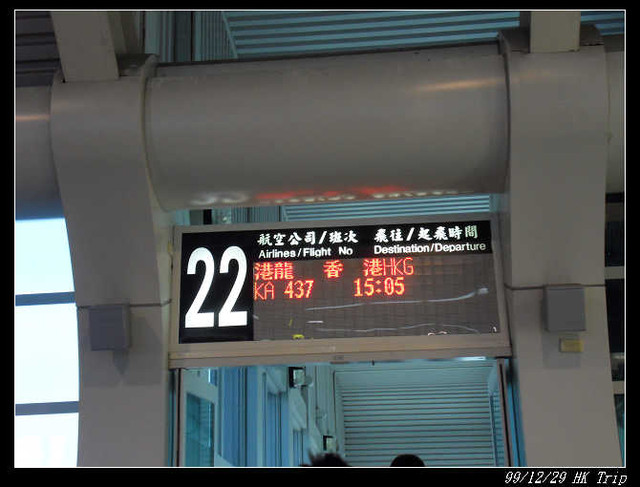 22
航空公司/班次 飛往/起飛時間
Airlines/Flight No Destination/Departure
港龍 香 港HKG
KA 437 15:05
99/12/29 HK Trip